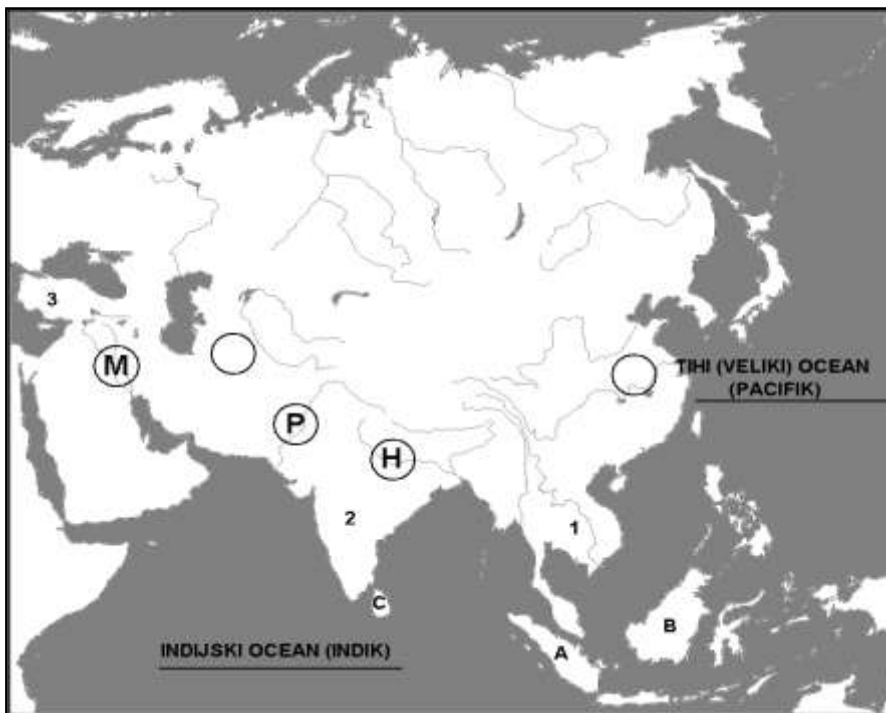 3
M
TIHI (VELIKI) OCEAN
(PACIFIK)
P
H
2
1
C
B
A
INDIJSKI OCEAN (INDIK)